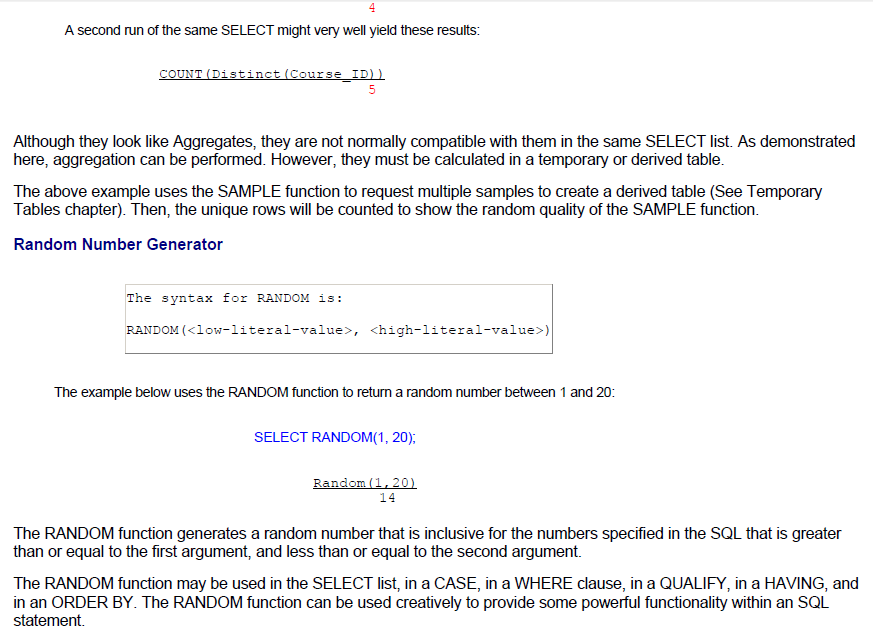 4
A second run of the same SELECT might very well yield these results:
COUNT(Distinct(Course_ID))
5
Although they look like Aggregates, they are not normally compatible with them in the same SELECT list. As demonstrated
here, aggregation can be performed. However, they must be calculated in a temporary or derived table.
The above example uses the SAMPLE function to request multiple samples to create a derived table (See Temporary
Tables chapter). Then, the unique rows will be counted to show the random quality of the SAMPLE function.
Random Number Generator
The syntax for RANDOM is:
RANDOM(<low-literal-value>, <high-literal-value>)
The example below uses the RANDOM function to return a random number between 1 and 20:
SELECT RANDOM(1, 20);
Random(1,20)
14
The RANDOM function generates a random number that is inclusive for the numbers specified in the SQL that is greater
than or equal to the first argument, and less than or equal to the second argument.
The RANDOM function may be used in the SELECT list, in a CASE, in a WHERE clause, in a QUALIFY, in a HAVING, and
in an ORDER BY. The RANDOM function can be used creatively to provide some powerful functionality within an SQL
statement.